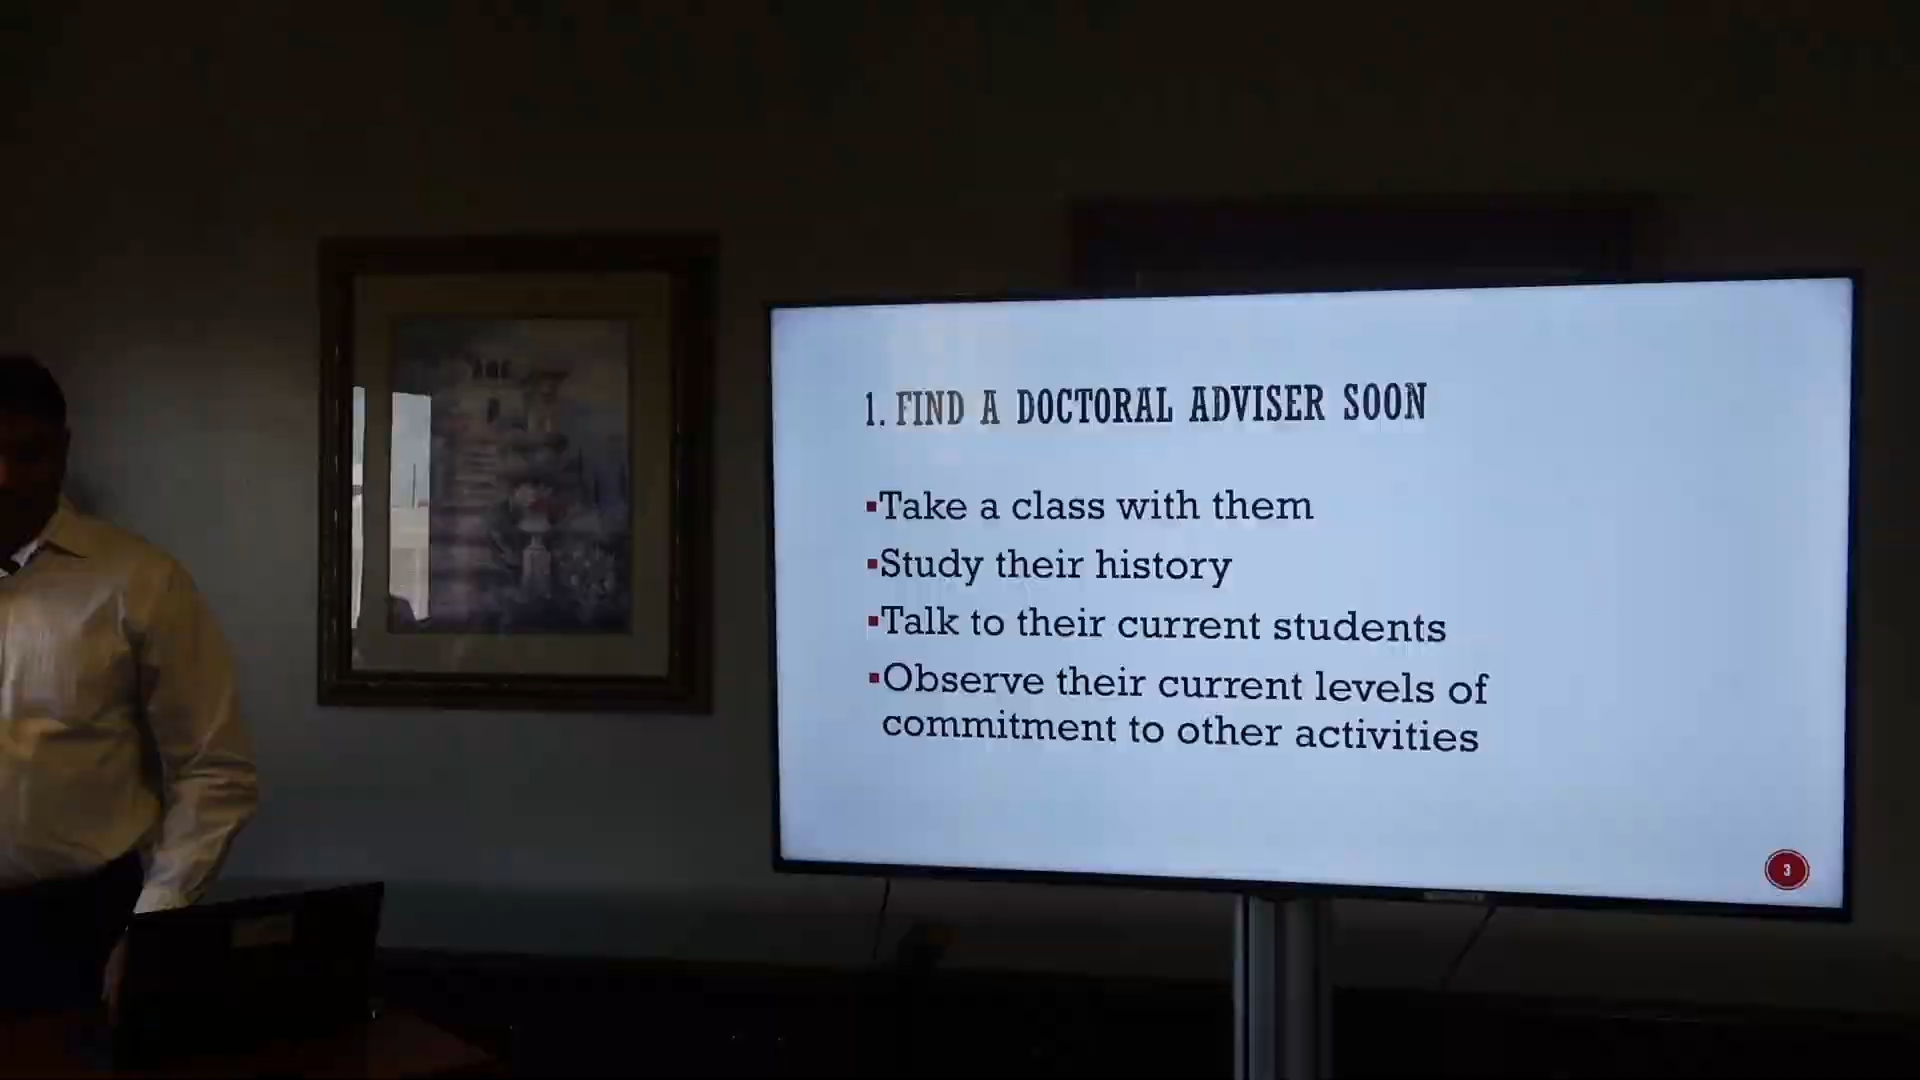 1. FIND A DOCTORAL ADVISER SOON
▪Take a class with them
▪Study their history
▪Talk to their current students
▪Observe their current levels of
commitment to other activities
3